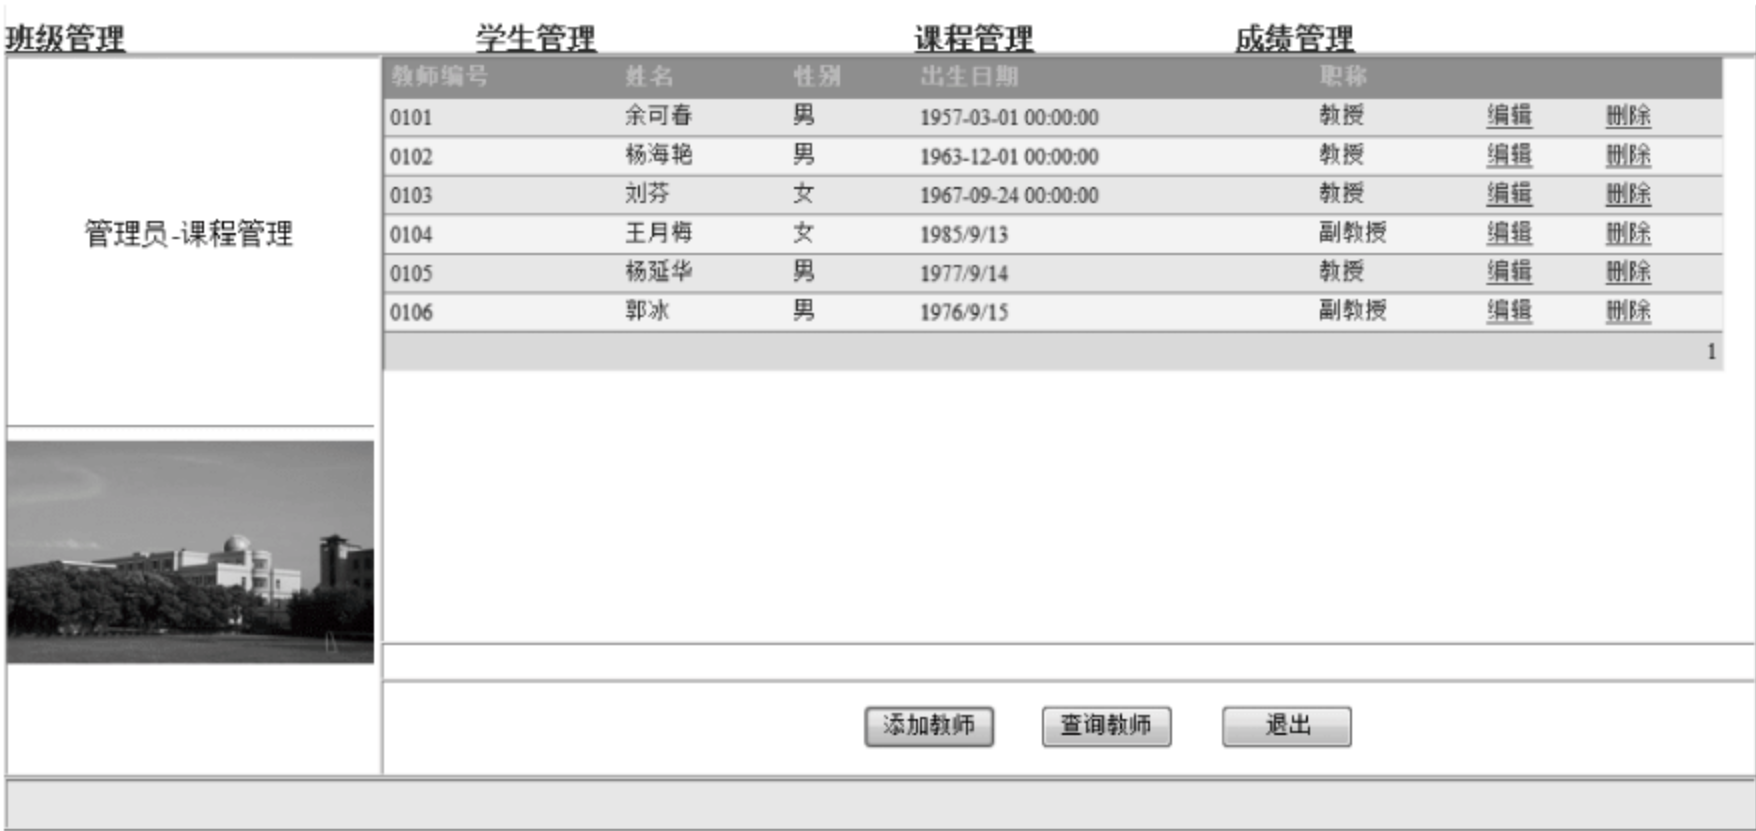 班级管理 学生管理 课程管理 成绩管理
教师编号 姓名 性别 出生日期 职称
0101 余可春 男 1957-03-01 00:00:00 教授 编辑 删除
0102 杨海艳 男 1963-12-01 00:00:00 教授 编辑 删除
0103 刘芬 女 1967-09-24 00:00:00 教授 编辑 删除
管理员-课程管理
0104 王月梅 女 1985/9/13 副教授 编辑 删除
0105 杨延华 男 1977/9/14 教授 编辑 删除
0106 郭冰 男 1976/9/15 副教授 编辑 删除
1
添加教师 查询教师 退出